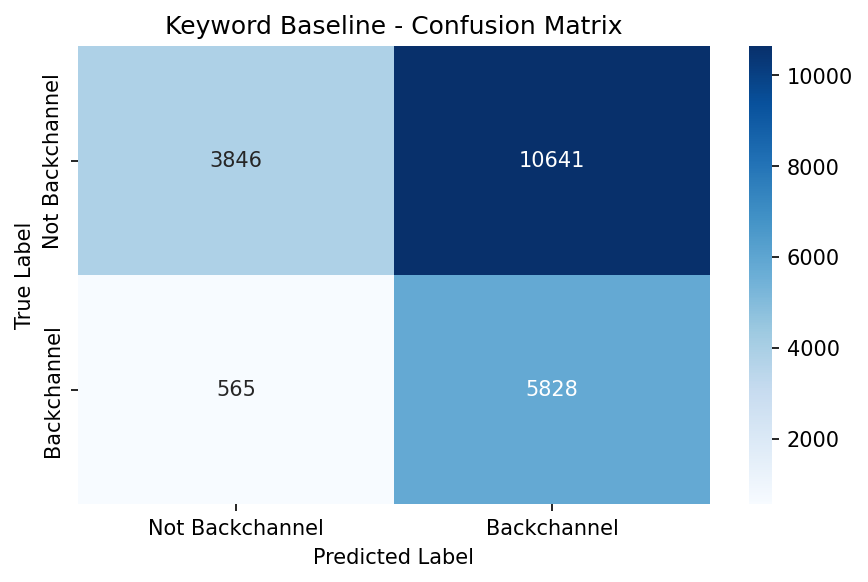 Keyword Baseline - Confusion Matrix
True Label
Not Backchannel
Backchannel
3846
10641
565
5828
Not Backchannel
Backchannel
Predicted Label
10000
8000
6000
4000
2000